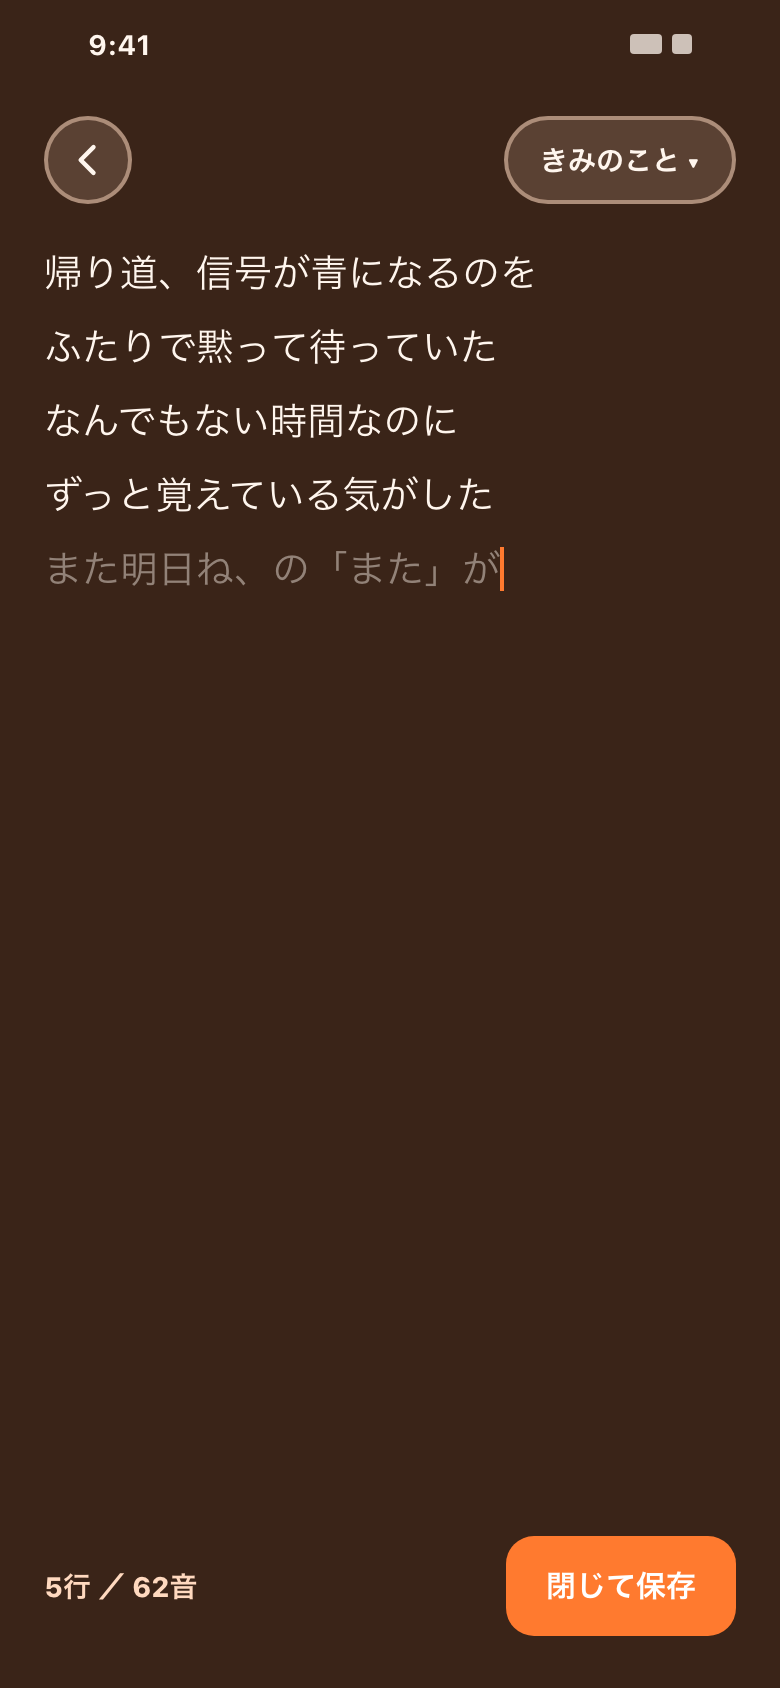 9:41
きみのこと ▾
帰り道、信号が青になるのを
ふたりで黙って待っていた
なんでもない時間なのに
ずっと覚えている気がした
また明日ね、の「また」が
5行 ／ 62音
閉じて保存